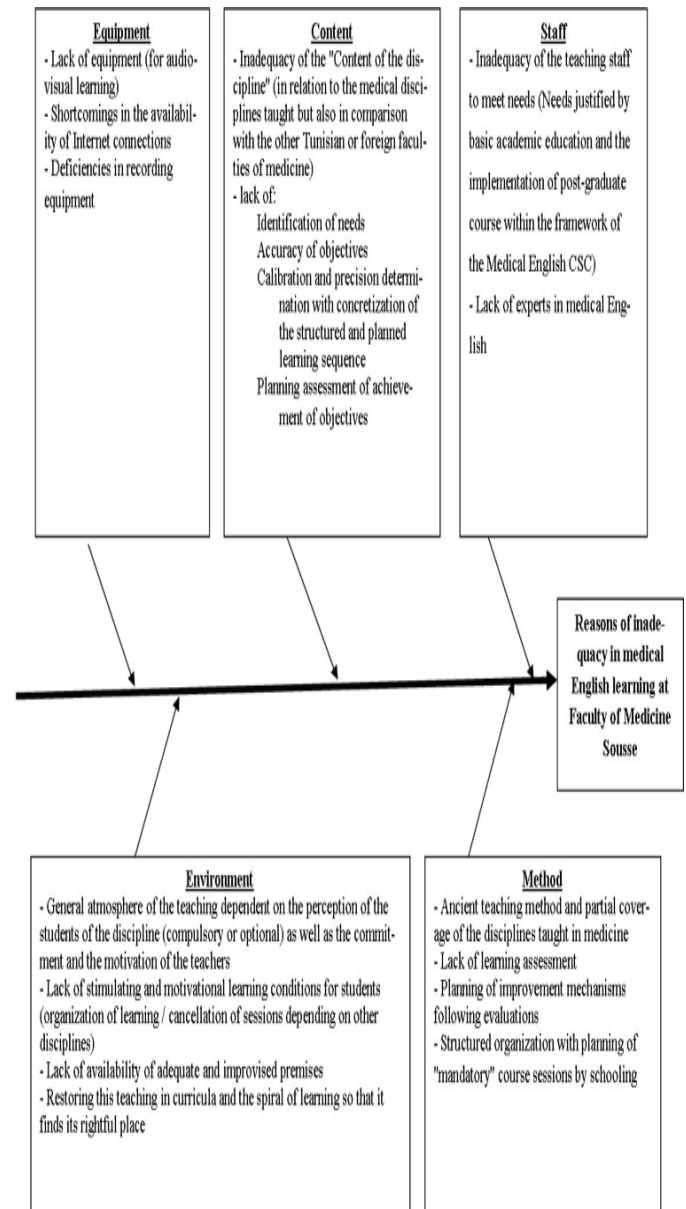 Equipment
- Lack of equipment (for audio-
visual learning)
- Shortcomings in the availabil-
ity of Internet connections
- Deficiencies in recording
equipment
Content
- Inadequacy of the "Content of the dis-
cipline" (in relation to the medical disci-
plines taught but also in comparison
with the other Tunisian or foreign facul-
ties of medicine)
- lack of:
Identification of needs
Accuracy of objectives
Calibration and precision determi-
nation with concretization of
the structured and planned
learning sequence
Planning assessment of achieve-
ment of objectives
Staff
- Inadequacy of the teaching staff
to meet needs (Needs justified by
basic academic education and the
implementation of post-graduate
course within the framework of
the Medical English CSC)
- Lack of experts in medical Eng-
lish
Reasons of inade-
quacy in medical
English learning at
Faculty of Medicine
Sousse
Environment
- General atmosphere of the teaching dependent on the perception of the
students of the discipline (compulsory or optional) as well as the commit-
ment and the motivation of the teachers
- Lack of stimulating and motivational learning conditions for students
(organization of learning / cancellation of sessions depending on other
disciplines)
- Lack of availability of adequate and improvised premises
- Restoring this teaching in curricula and the spiral of learning so that it
finds its rightful place
Method
- Ancient teaching method and partial cover-
age of the disciplines taught in medicine
- Lack of learning assessment
- Planning of improvement mechanisms
following evaluations
- Structured organization with planning of
"mandatory" course sessions by schooling